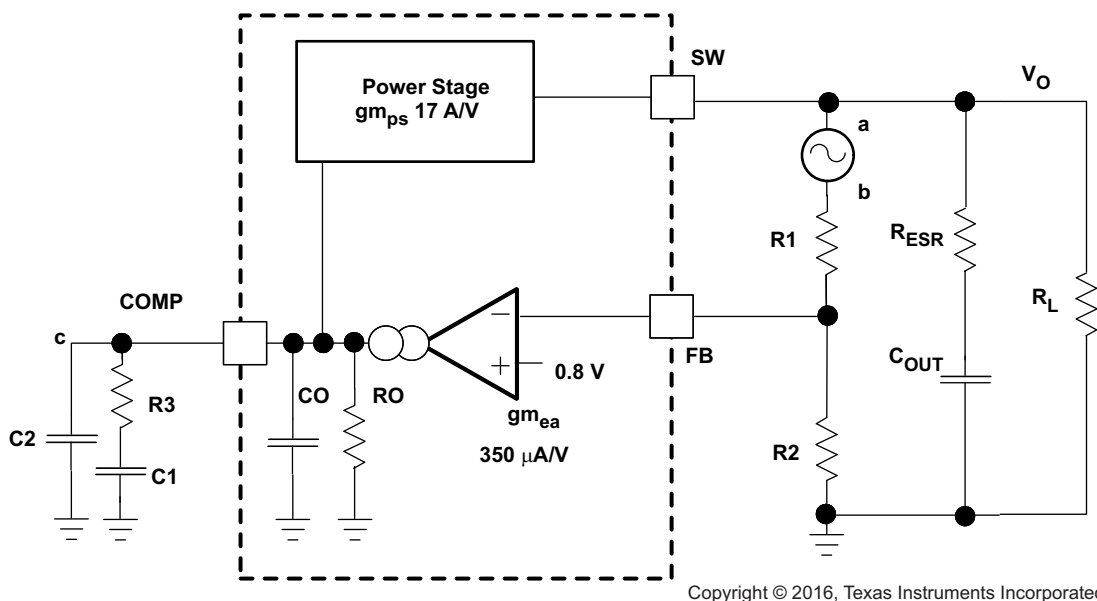 SW
V_O
Power Stage
gm_ps 17 A/V
a
b
R1
R_ESR
R_L
COMP
c
FB
C_OUT
0.8 V
CO
RO
R3
gm_ea
C2
350 μA/V
R2
C1
Copyright © 2016, Texas Instruments Incorporated